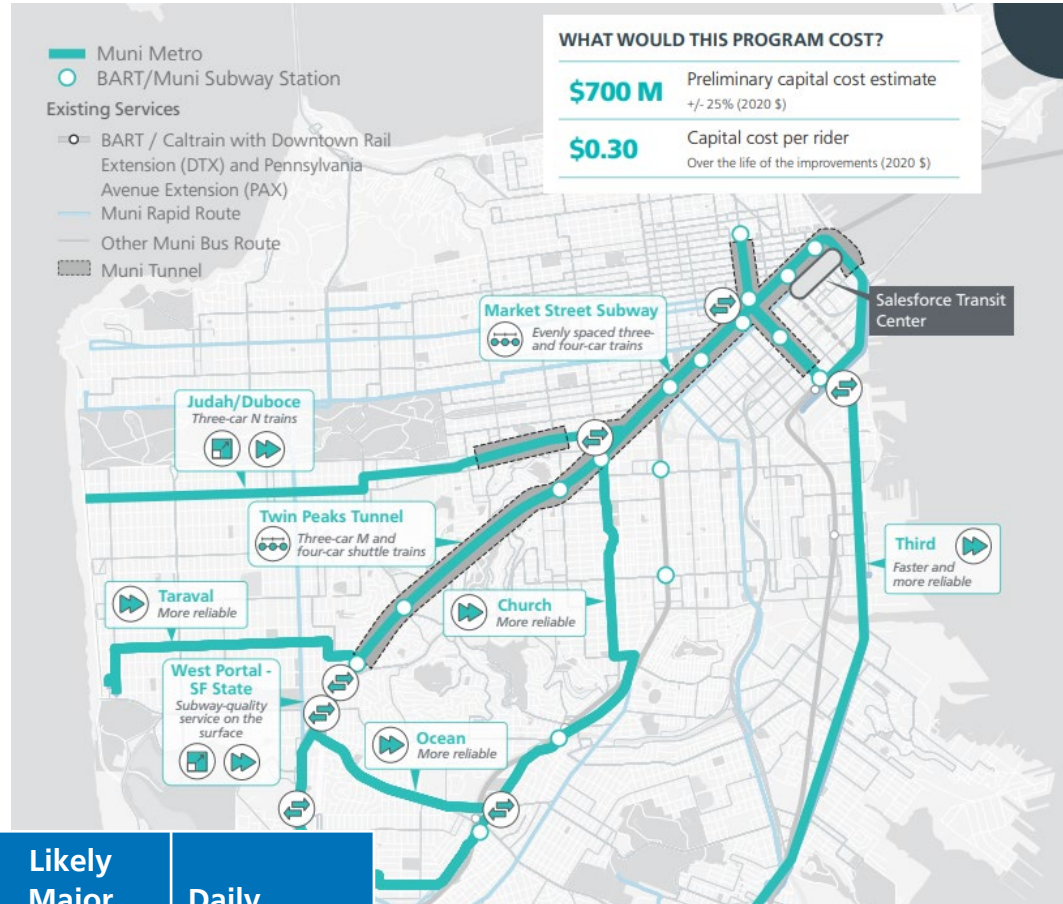 Muni Metro
BART/Muni Subway Station
Existing Services
BART / Caltrain with Downtown Rail
Extension (DTX) and Pennsylvania
Avenue Extension (PAX)
Muni Rapid Route
Other Muni Bus Route
Muni Tunnel
WHAT WOULD THIS PROGRAM COST?
$700 M
Preliminary capital cost estimate
+/- 25% (2020 $)
$0.30
Capital cost per rider
Over the life of the improvements (2020 $)
Salesforce Transit
Center
Market Street Subway
Evenly spaced three-
and four-car trains
Judah/Duboce
Three-car N trains
Twin Peaks Tunnel
Three-car M and
four-car shuttle trains
Third
Faster and
more reliable
Taraval
More reliable
Church
More reliable
West Portal -
SF State
Subway-quality
service on the
surface
Ocean
More reliable
Likely
Major
Daily